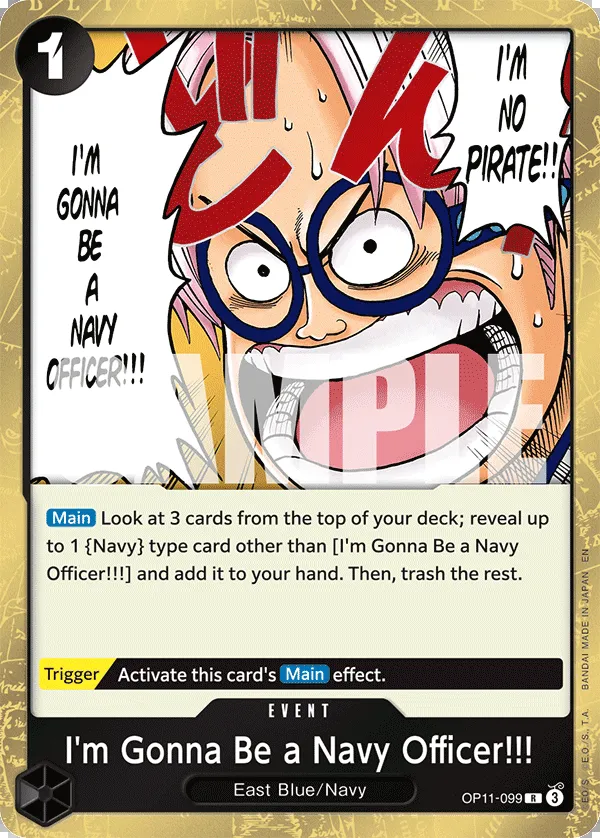 1
I'M
NO
PIRATE!!
I'M
GONNA
BE
A
NAVY
OFFICER!!!
SAMPLE
Main Look at 3 cards from the top of your deck; reveal up
to 1 {Navy} type card other than [I'm Gonna Be a Navy
Officer!!!] and add it to your hand. Then, trash the rest.
Trigger Activate this card's Main effect.
EVENT
I'm Gonna Be a Navy Officer!!!
East Blue/Navy
OP11-099 R 3
©E.O./S. ©E.O./S., T.A. BANDAI MADE IN JAPAN EN